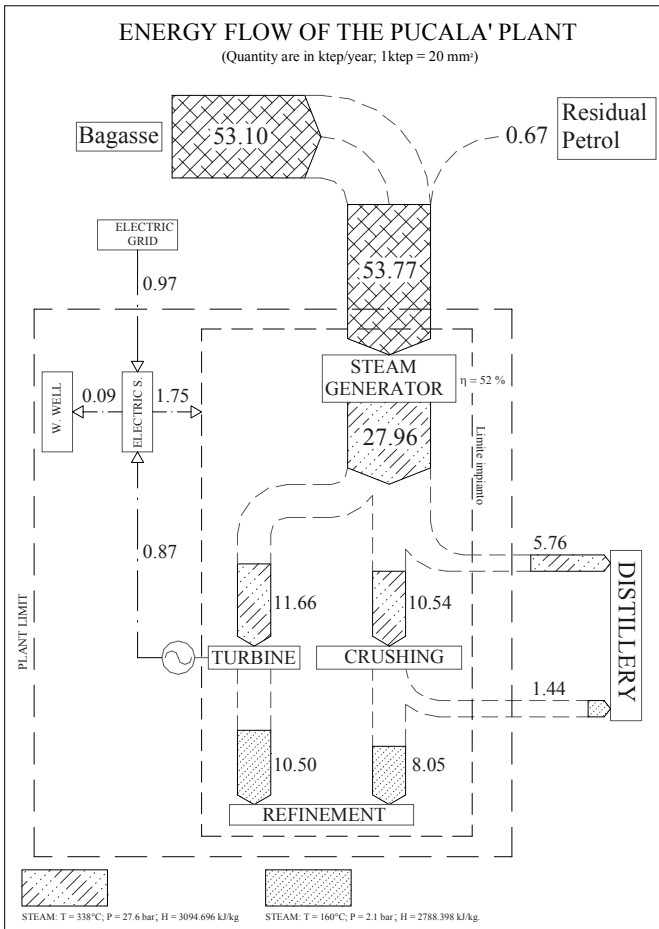 ENERGY FLOW OF THE PUCALA' PLANT
(Quantity are in ktep/year; 1ktep = 20 mm²)
Bagasse
53.10
0.67
Residual
Petrol
ELECTRIC
GRID
0.97
53.77
STEAM
GENERATOR
η = 52 %
W. WELL
0.09
ELECTRIC S.
1.75
27.96
Limite impianto
0.87
5.76
11.66
10.54
DISTILLERY
PLANT LIMIT
TURBINE
CRUSHING
1.44
10.50
8.05
REFINEMENT
STEAM: T = 338°C; P = 27.6 bar; H = 3094.696 kJ/kg
STEAM: T = 160°C; P = 2.1 bar; H = 2788.398 kJ/kg.